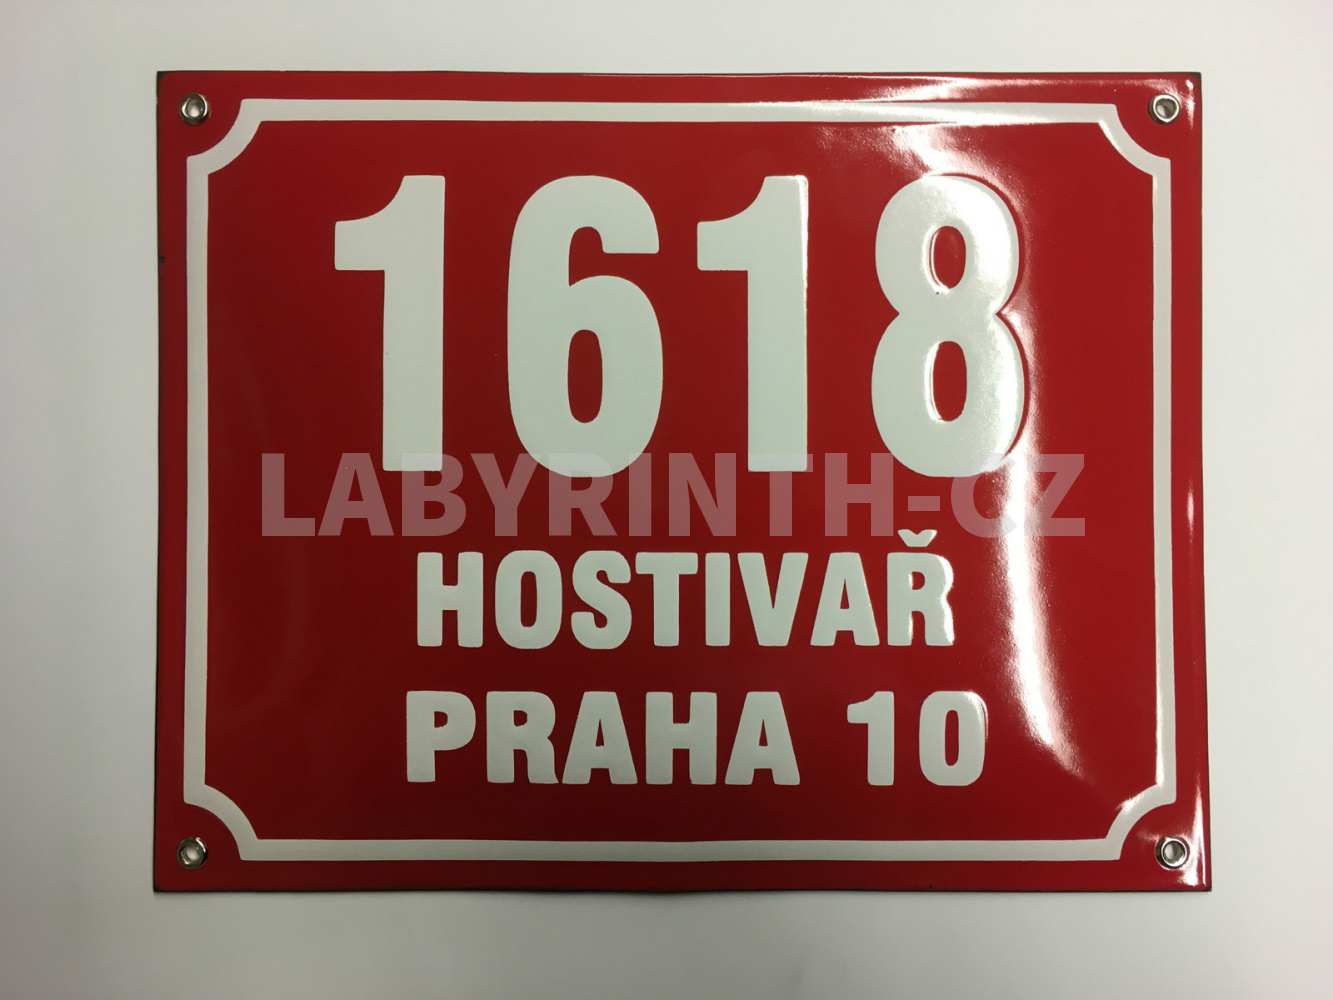 1618
LABYRINTH-CZ
HOSTIVAŘ
PRAHA 10